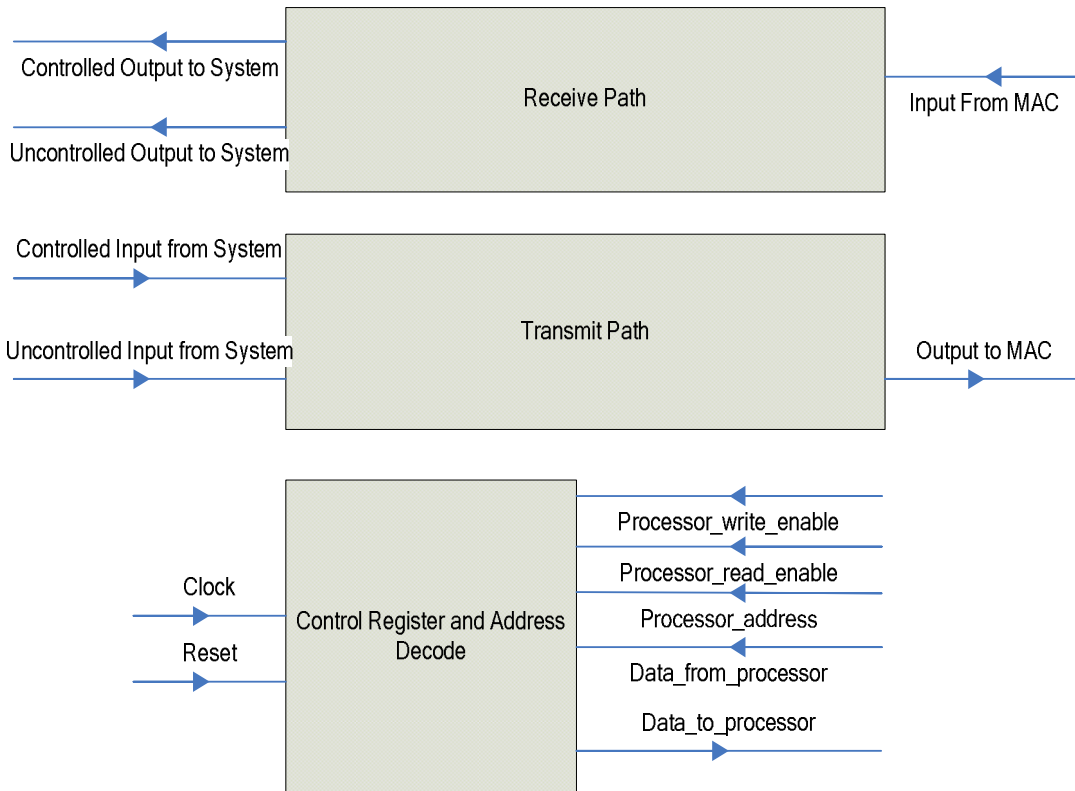 Controlled Output to System
Receive Path
Input From MAC
Uncontrolled Output to System
Controlled Input from System
Transmit Path
Uncontrolled Input from System
Output to MAC
Processor_write_enable
Clock
Processor_read_enable
Control Register and Address
Decode
Processor_address
Reset
Data_from_processor
Data_to_processor